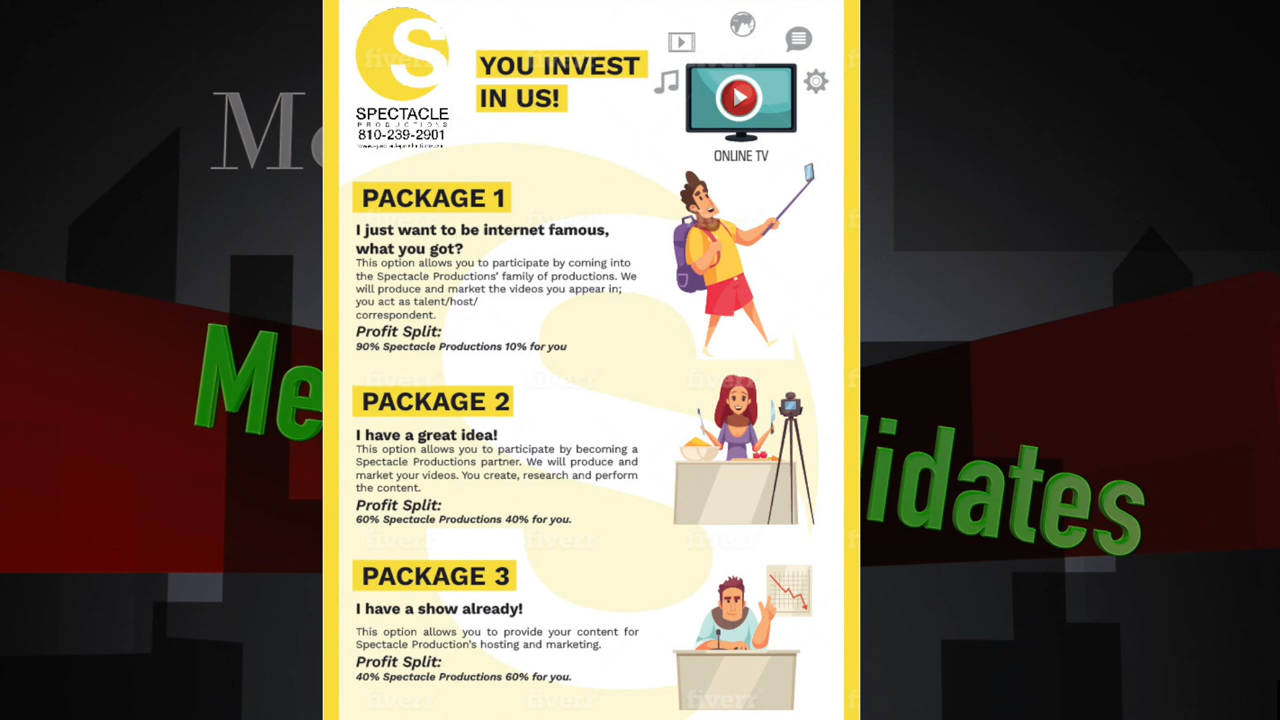 S
SPECTACLE
PRODUCTIONS
810-239-2901
YOU INVEST
IN US!
ONLINE TV
PACKAGE 1
I just want to be internet famous,
what you got?
This option allows you to participate by coming into
the Spectacle Productions' family of productions. We
will produce and market the videos you appear in;
you act as talent/host/
correspondent.
Profit Split:
90% Spectacle Productions 10% for you
PACKAGE 2
I have a great idea!
This option allows you to participate by becoming a
Spectacle Productions partner. We will produce and
market your videos. You create, research and perform
the content.
Profit Split:
60% Spectacle Productions 40% for you.
PACKAGE 3
I have a show already!
This option allows you to provide your content for
Spectacle Production's hosting and marketing.
Profit Split:
40% Spectacle Productions 60% for you.
fiverr
Me
didates